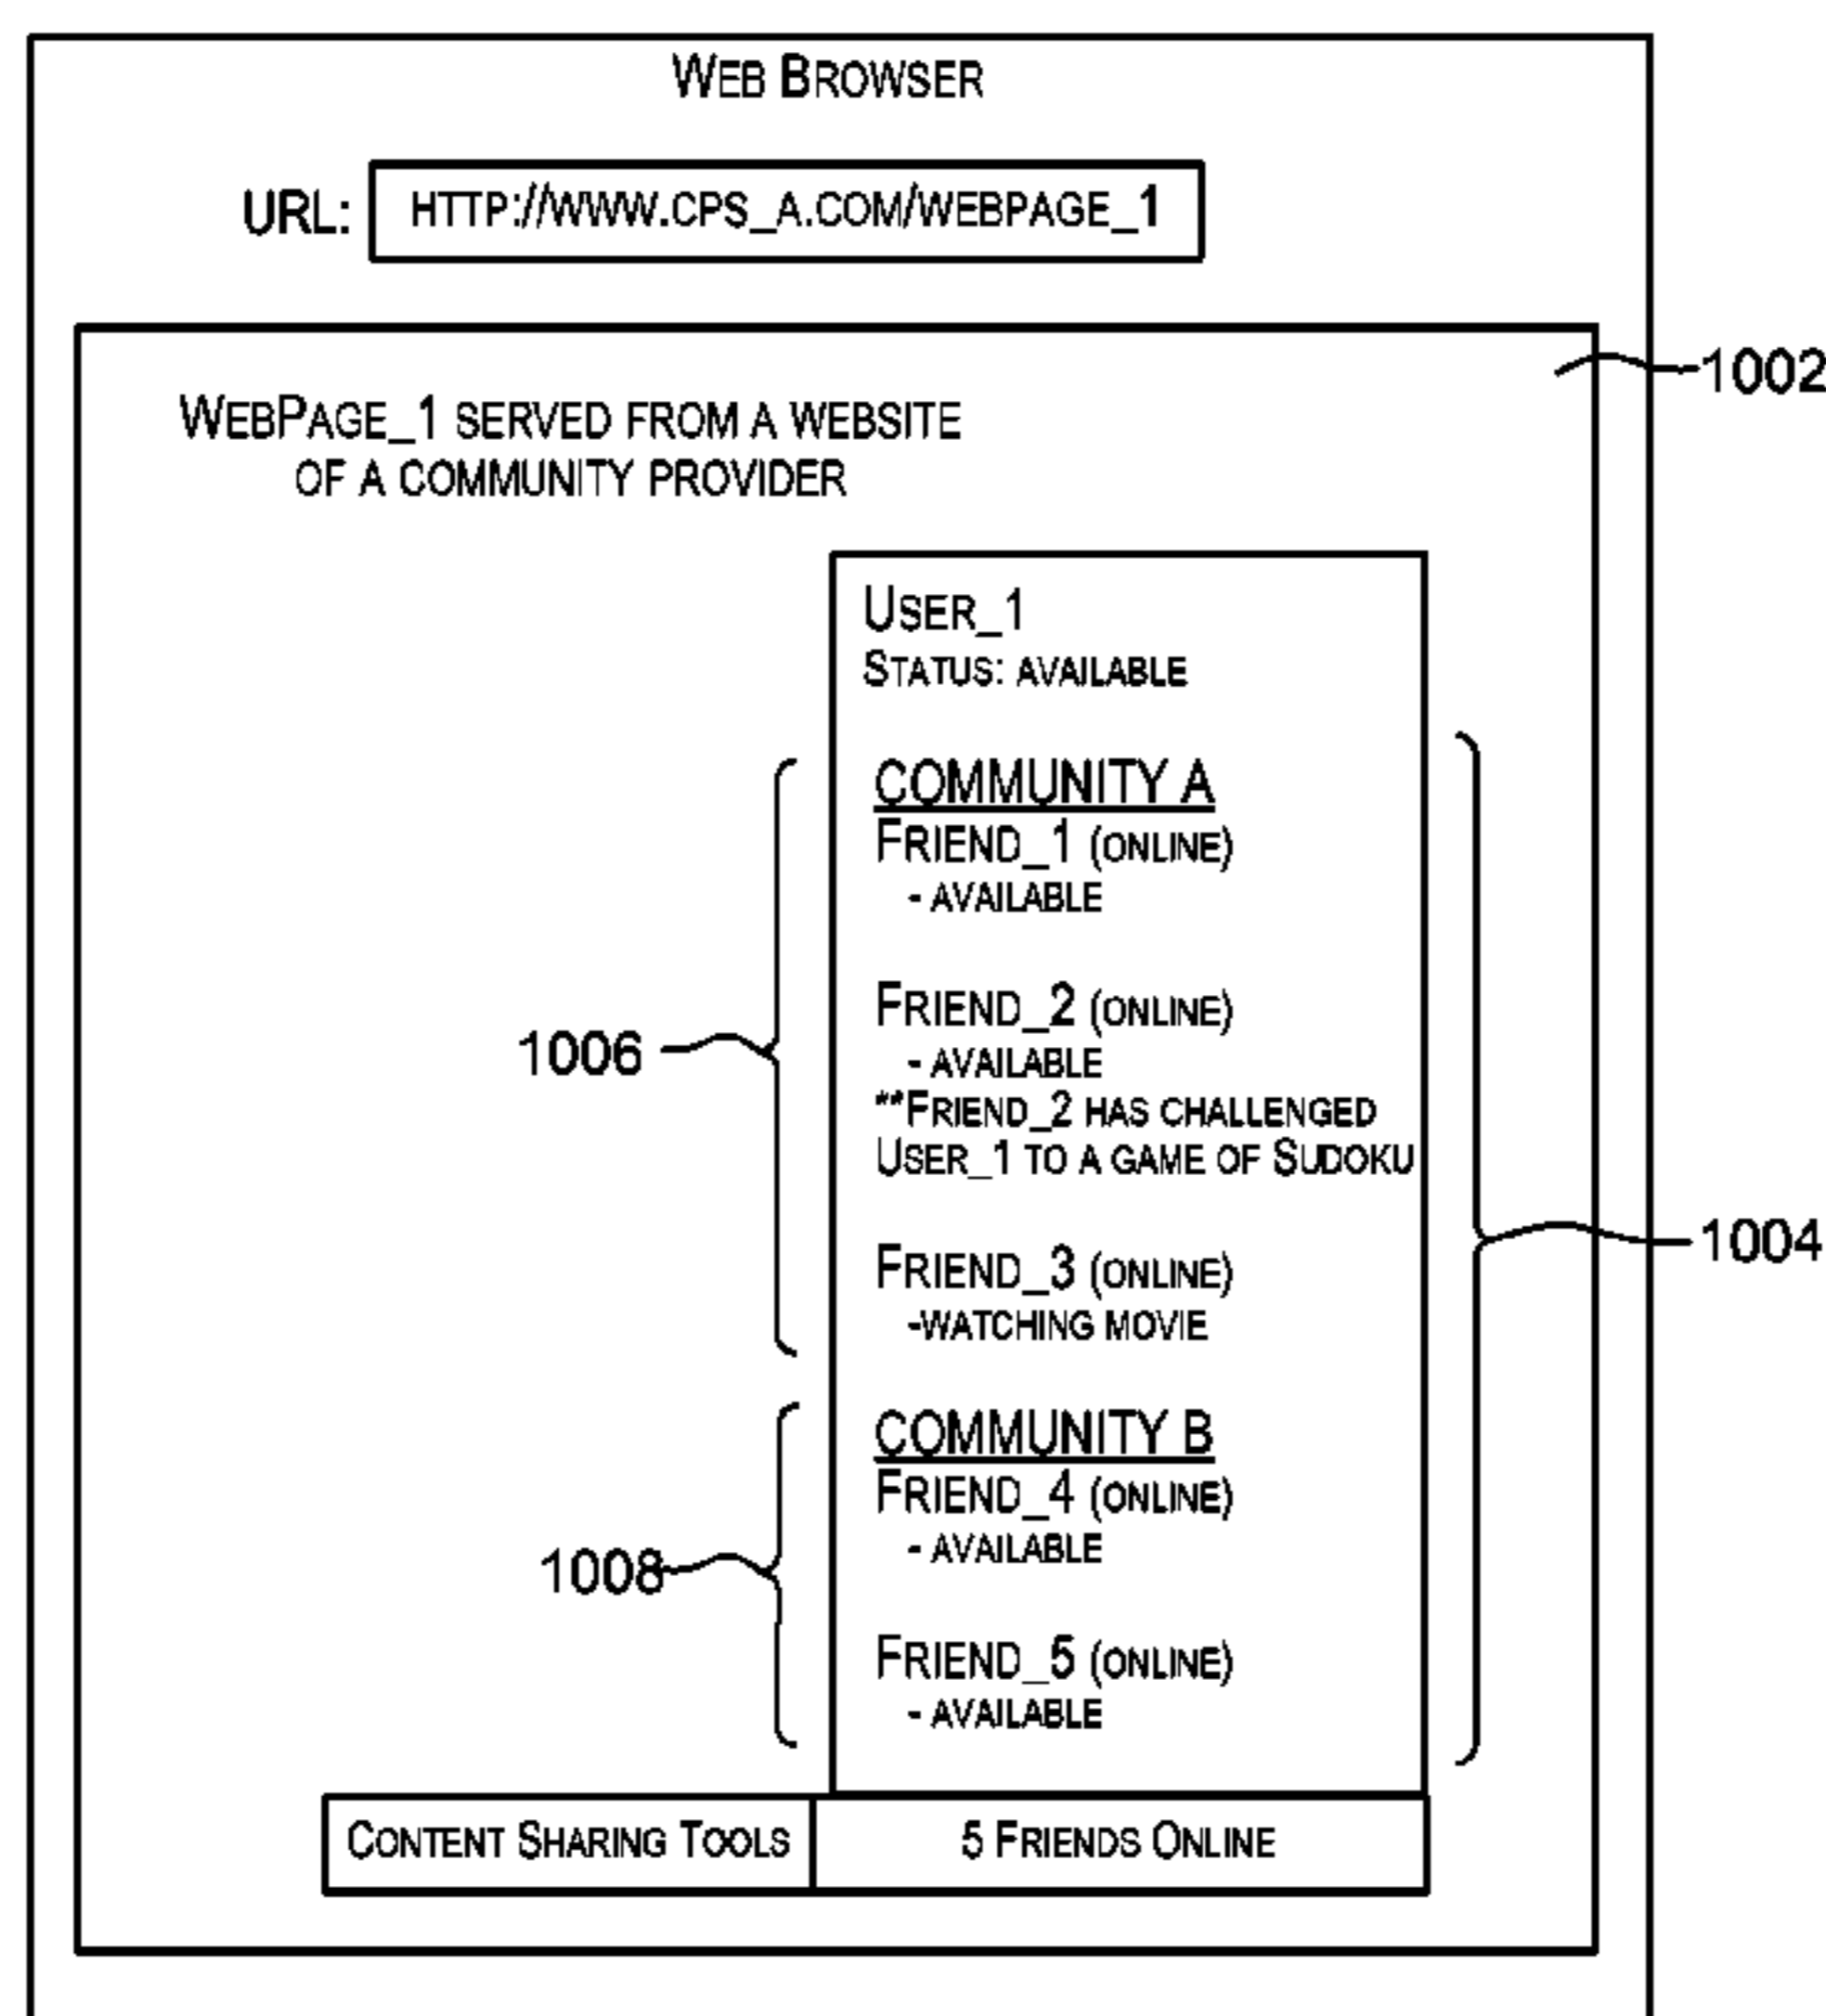 WEB BROWSER
URL: HTTP://WWW.CPS_A.COM/WEBPAGE_1
1002
WEBPAGE_1 SERVED FROM A WEBSITE
OF A COMMUNITY PROVIDER
USER_1
STATUS: AVAILABLE
COMMUNITY A
FRIEND_1 (ONLINE)
- AVAILABLE
FRIEND_2 (ONLINE)
1006
- AVAILABLE
**FRIEND_2 HAS CHALLENGED
USER_1 TO A GAME OF SUDOKU
1004
FRIEND_3 (ONLINE)
-WATCHING MOVIE
COMMUNITY B
FRIEND_4 (ONLINE)
- AVAILABLE
1008
FRIEND_5 (ONLINE)
- AVAILABLE
CONTENT SHARING TOOLS
5 FRIENDS ONLINE